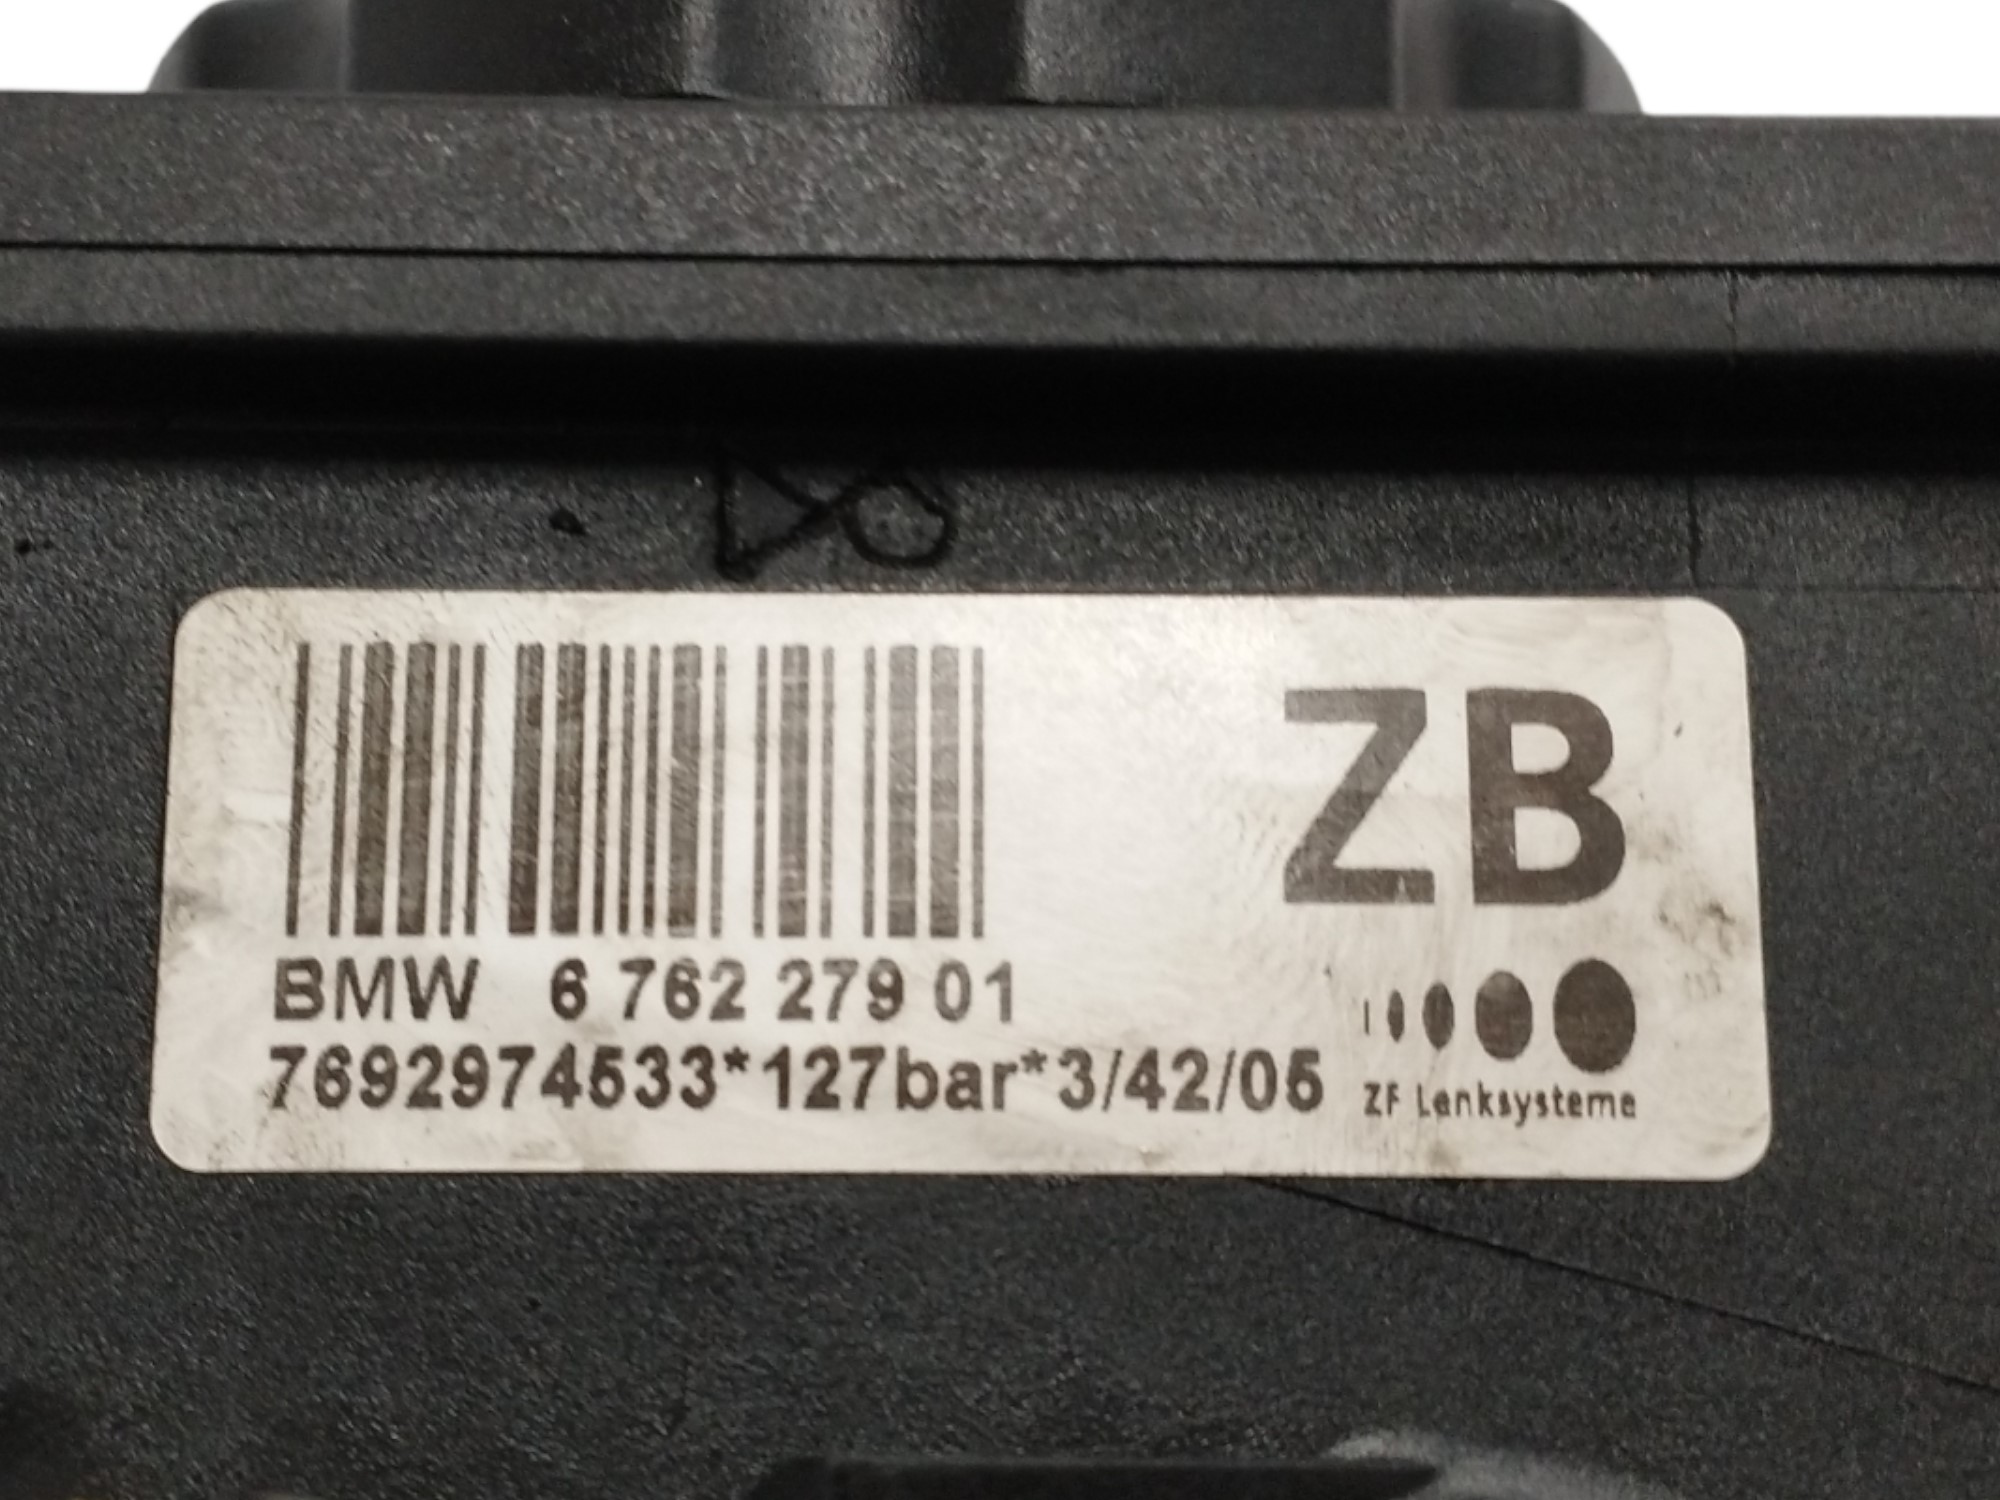 ZB
BMW 6 762 279 01
7692974533*127bar*3/42/05
ZF Lenksysteme